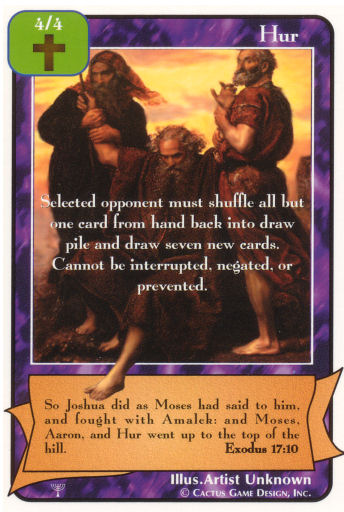 4/4
Hur
Selected opponent must shuffle all but
one card from hand back into draw
pile and draw seven new cards.
Cannot be interrupted, negated, or
prevented.
So Joshua did as Moses had said to him,
and fought with Amalek: and Moses,
Aaron, and Hur went up to the top of the
hill. Exodus 17:10
Illus.Artist Unknown
© Cactus Game Design, Inc.